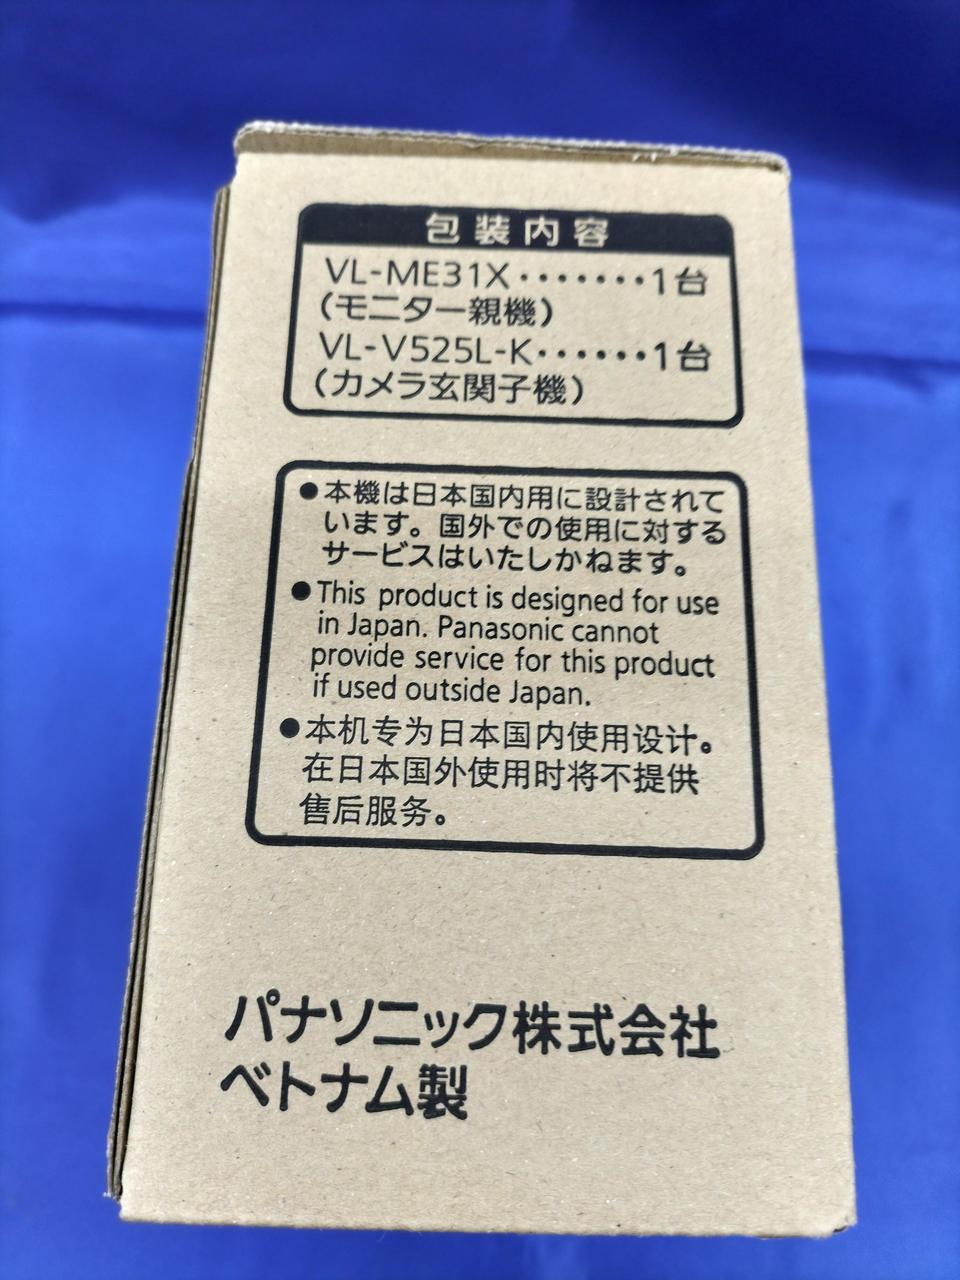 包装内容
VL-ME31X・・・・・・・1台
(モニター親機)
VL-V525L-K・・・・・・1台
(カメラ玄関子機)
●本機は日本国内用に設計されて
います。国外での使用に対する
サービスはいたしかねます。
●This product is designed for use
in Japan. Panasonic cannot
provide service for this product
if used outside Japan.
●本机专为日本国内使用设计。
在日本国外使用时将不提供
售后服务。
パナソニック株式会社
ベトナム製